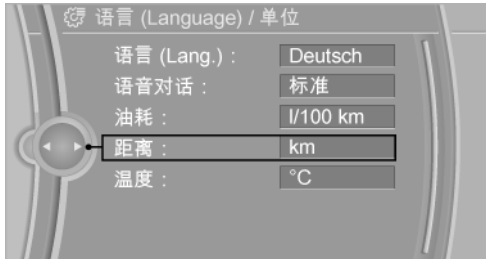 语言 (Language) / 单位
语言 (Lang.) : Deutsch
语音对话 : 标准
油耗 : l/100 km
距离 : km
温度 : °C